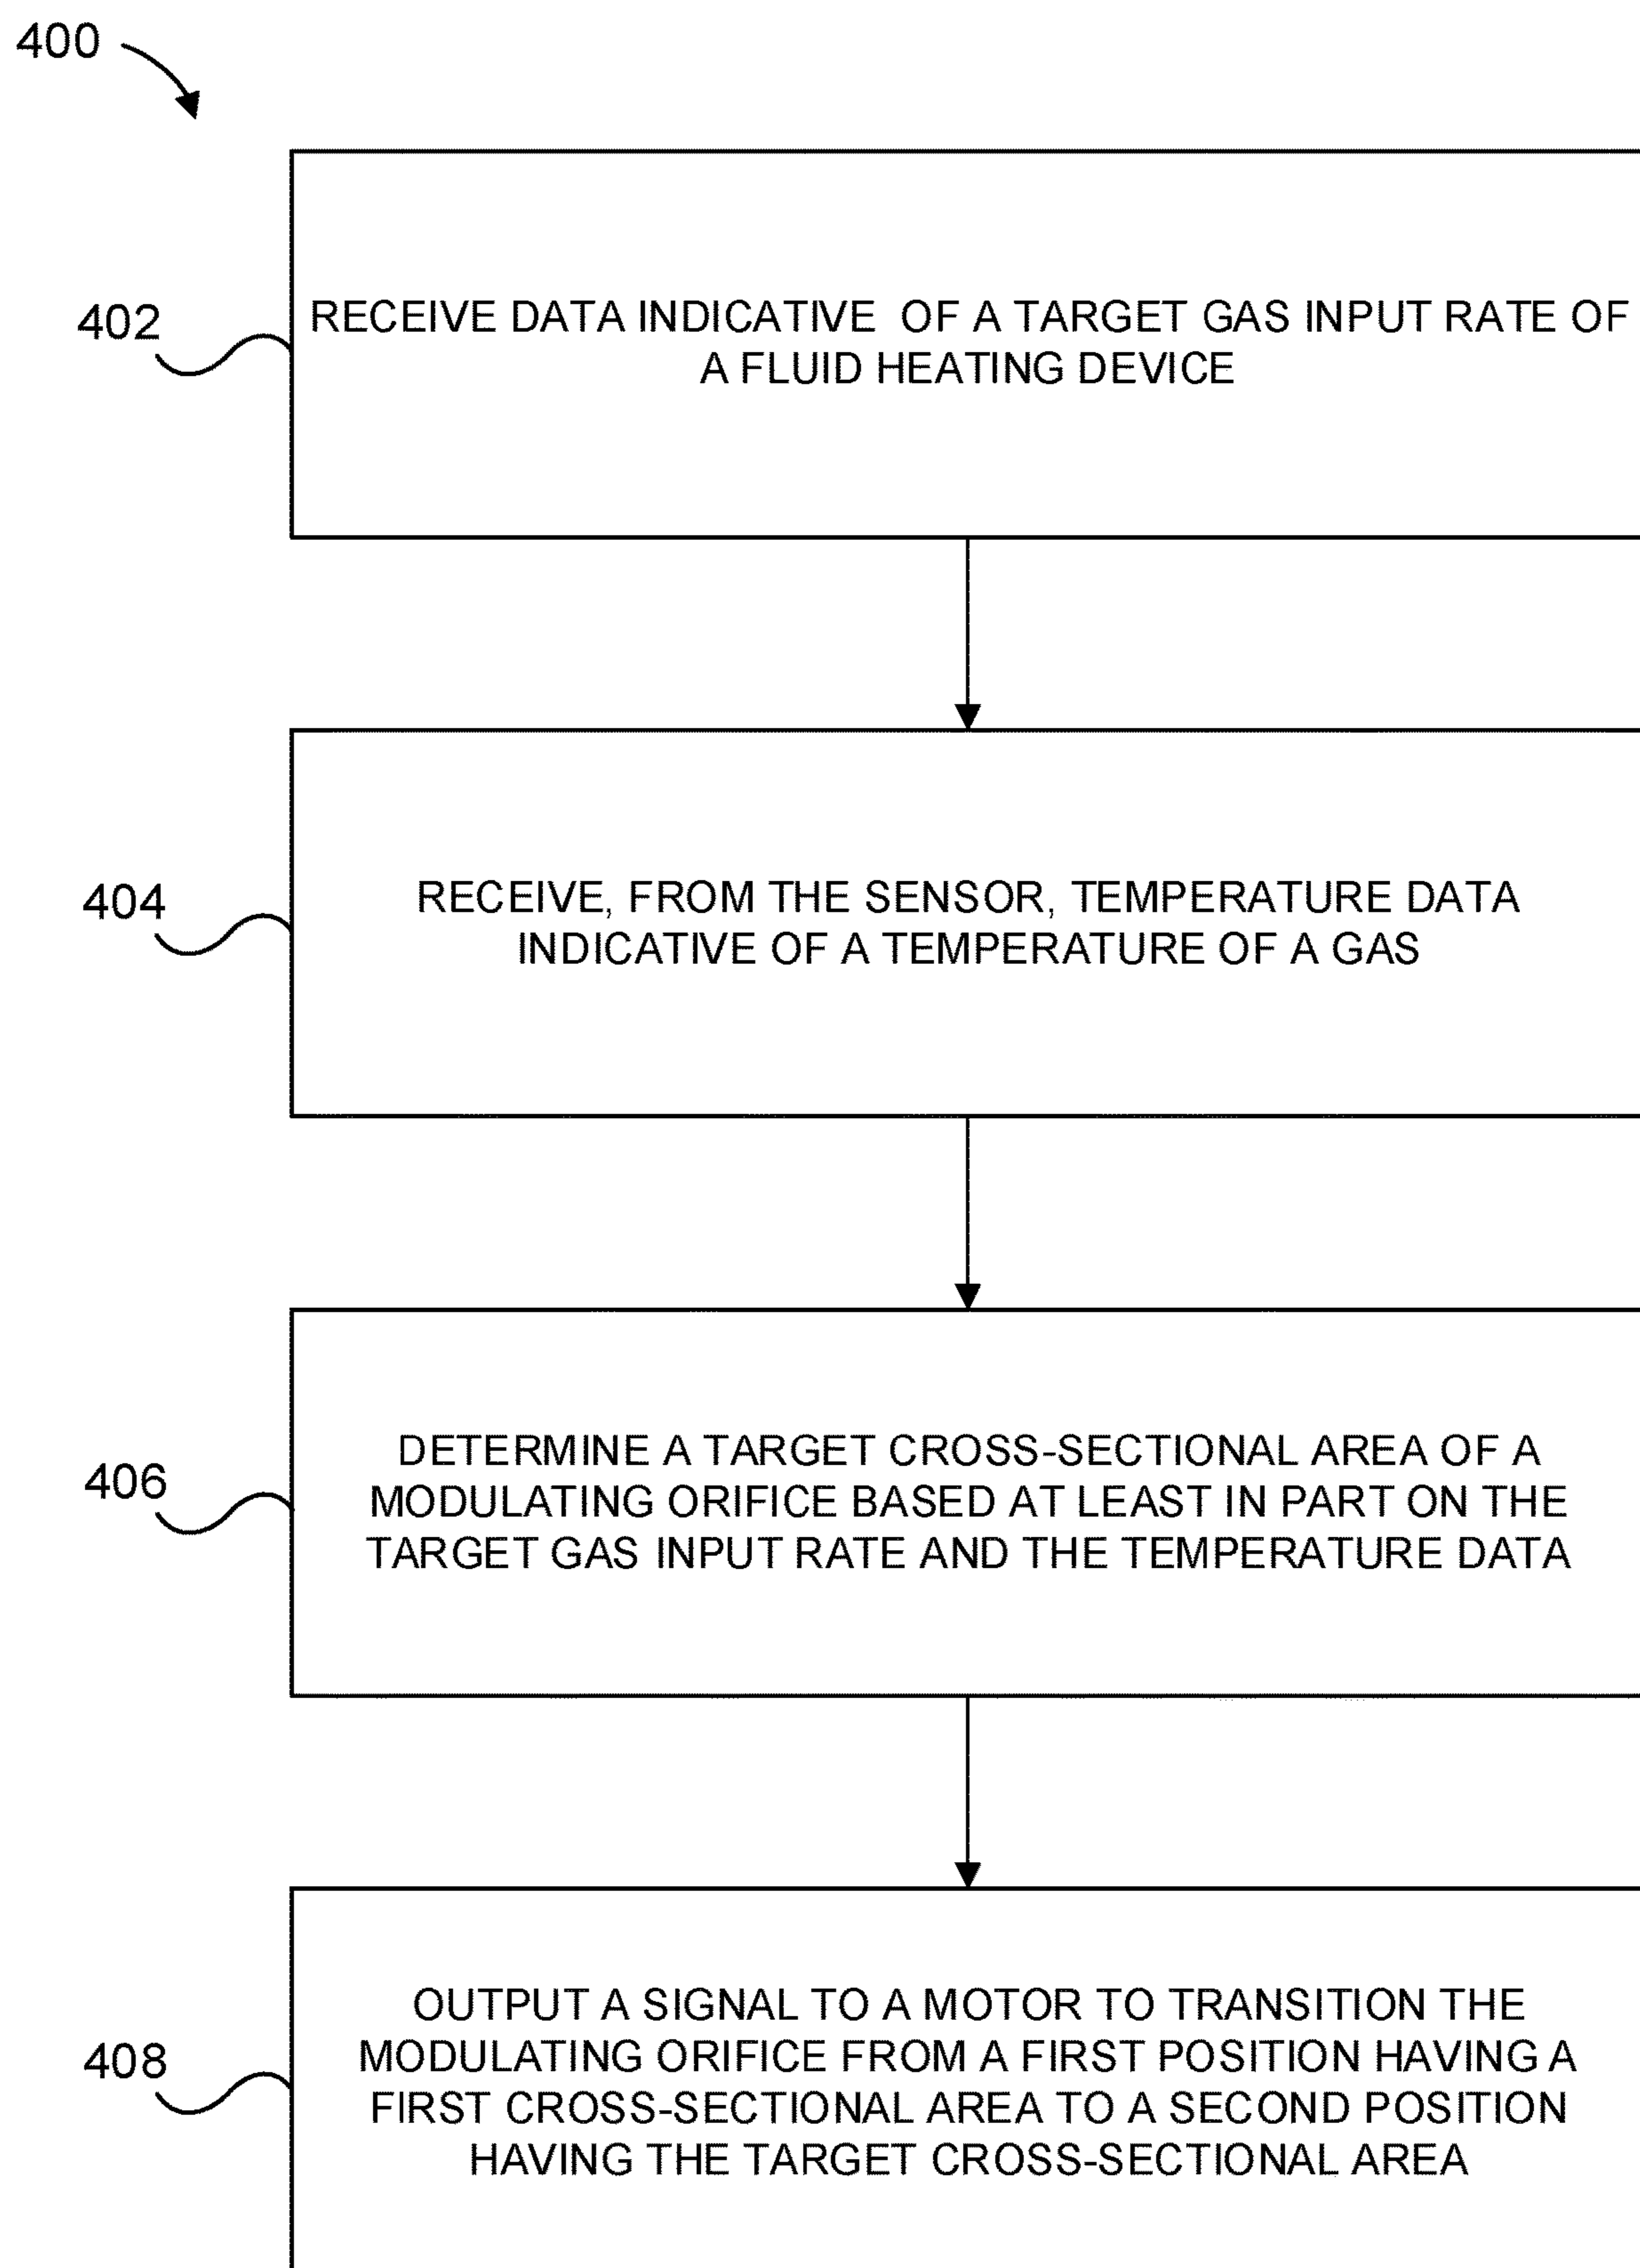 400
402
RECEIVE DATA INDICATIVE OF A TARGET GAS INPUT RATE OF
A FLUID HEATING DEVICE
404
RECEIVE, FROM THE SENSOR, TEMPERATURE DATA
INDICATIVE OF A TEMPERATURE OF A GAS
406
DETERMINE A TARGET CROSS-SECTIONAL AREA OF A
MODULATING ORIFICE BASED AT LEAST IN PART ON THE
TARGET GAS INPUT RATE AND THE TEMPERATURE DATA
408
OUTPUT A SIGNAL TO A MOTOR TO TRANSITION THE
MODULATING ORIFICE FROM A FIRST POSITION HAVING A
FIRST CROSS-SECTIONAL AREA TO A SECOND POSITION
HAVING THE TARGET CROSS-SECTIONAL AREA